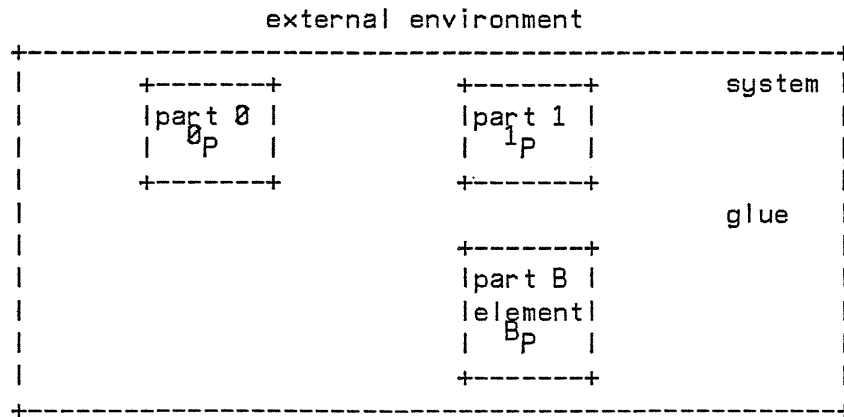 external environment
system
part 0 part 1
0P 1P
glue
part B
element
BP